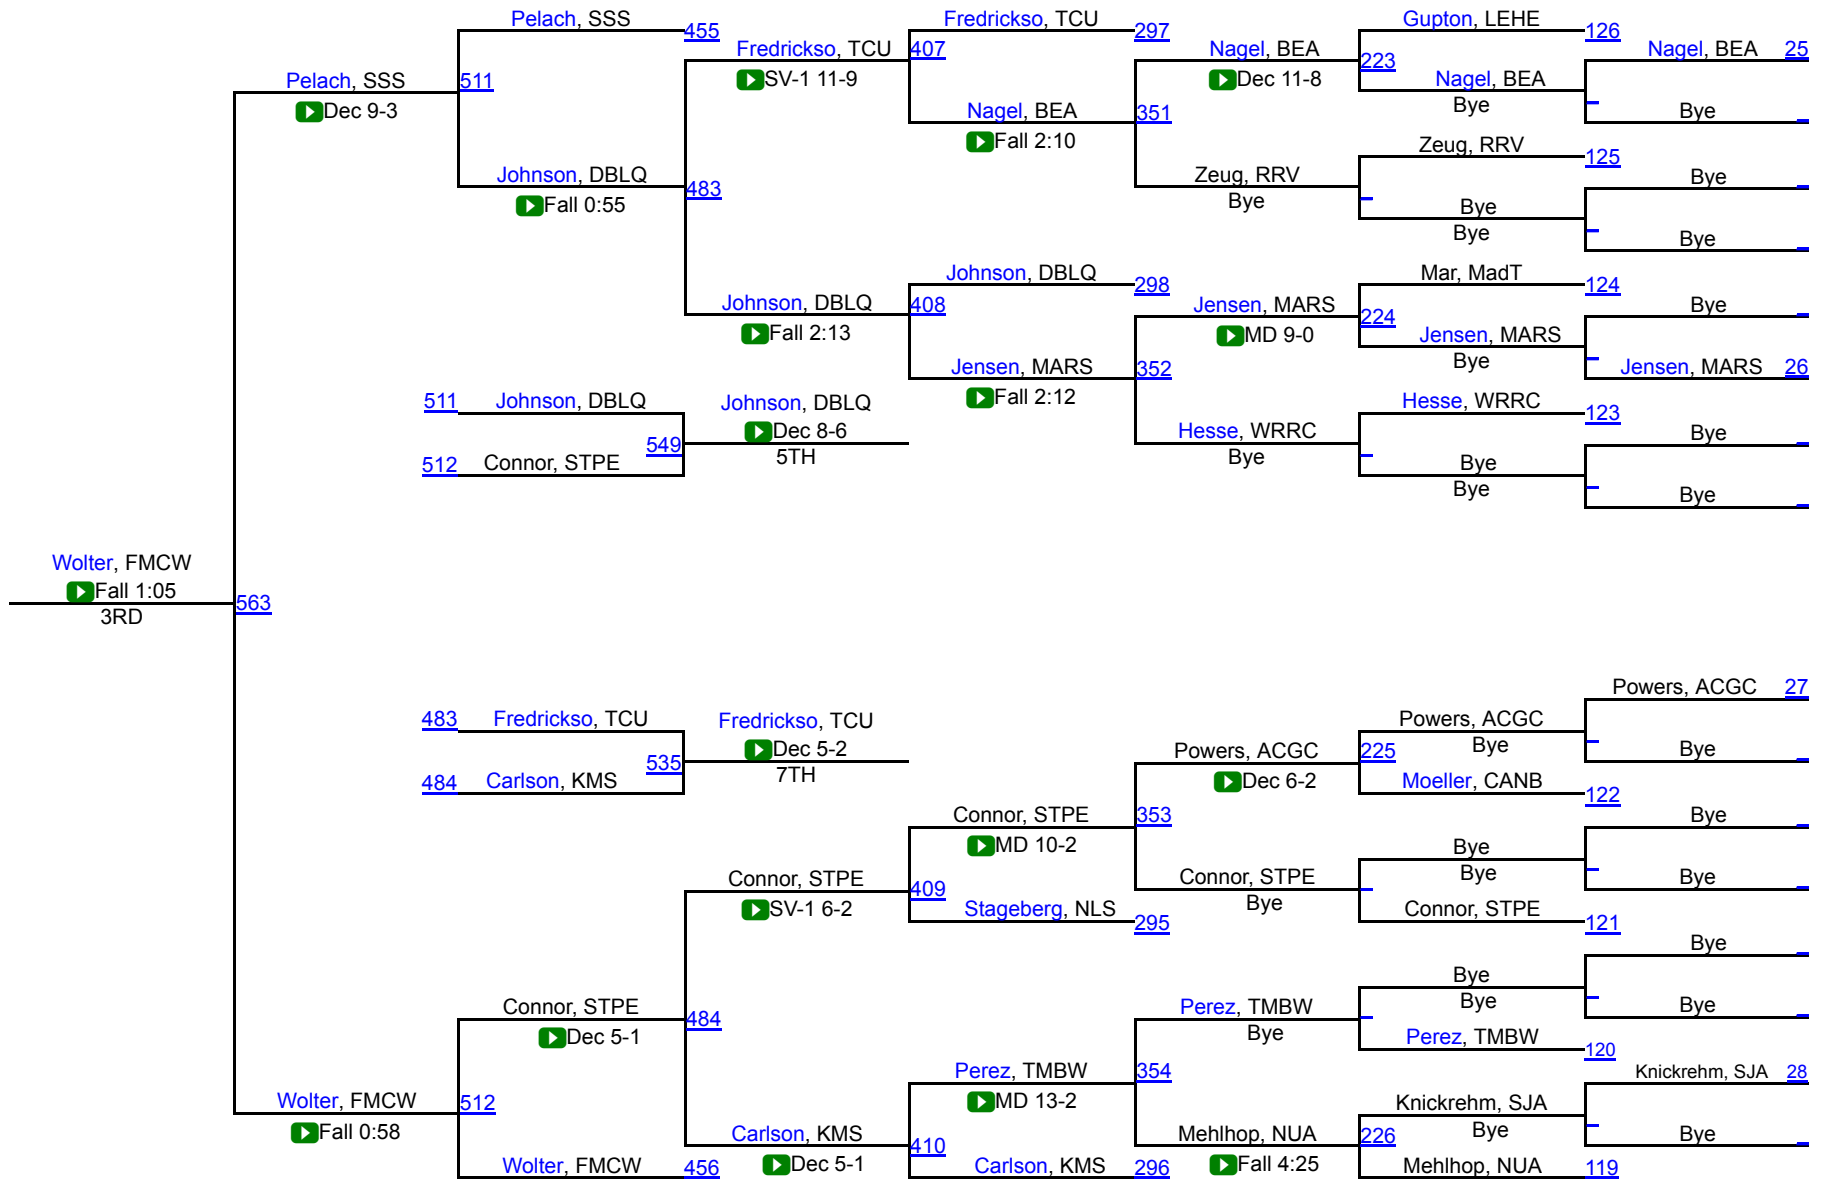 Pelach, SSS
455
Fredrickso, TCU
297
Gupton, LEHE
126
Fredrickso, TCU
407
SV-1 11-9
Nagel, BEA
Dec 11-8
223
Nagel, BEA
25
Pelach, SSS
511
Dec 9-3
Nagel, BEA
Bye
Nagel, BEA
351
Fall 2:10
Bye
Zeug, RRV
125
Johnson, DBLQ
483
Fall 0:55
Zeug, RRV
Bye
Bye
Bye
Bye
Bye
Johnson, DBLQ
298
Mar, MadT
124
Johnson, DBLQ
408
Fall 2:13
Jensen, MARS
224
MD 9-0
Bye
Jensen, MARS
Bye
Jensen, MARS
352
Fall 2:12
Jensen, MARS
26
511
Johnson, DBLQ
Johnson, DBLQ
Dec 8-6
5TH
549
512
Connor, STPE
Hesse, WRRC
123
Hesse, WRRC
Bye
Bye
Bye
Bye
Bye
Wolter, FMCW
Fall 1:05
3RD
563
Powers, ACGC
27
483
Fredrickso, TCU
Fredrickso, TCU
Dec 5-2
7TH
535
484
Carlson, KMS
Powers, ACGC
Bye
Powers, ACGC
225
Dec 6-2
Bye
Moeller, CANB
122
Connor, STPE
353
MD 10-2
Bye
Bye
Bye
Connor, STPE
409
SV-1 6-2
Connor, STPE
Bye
Bye
Stageberg, NLS
295
Connor, STPE
121
Bye
Bye
Bye
Connor, STPE
484
Dec 5-1
Perez, TMBW
Bye
Bye
Perez, TMBW
120
Perez, TMBW
354
MD 13-2
Knickrehm, SJA
28
Wolter, FMCW
512
Fall 0:58
Knickrehm, SJA
Bye
Carlson, KMS
410
Dec 5-1
Mehlhop, NUA
226
Fall 4:25
Bye
Wolter, FMCW
456
Carlson, KMS
296
Mehlhop, NUA
119